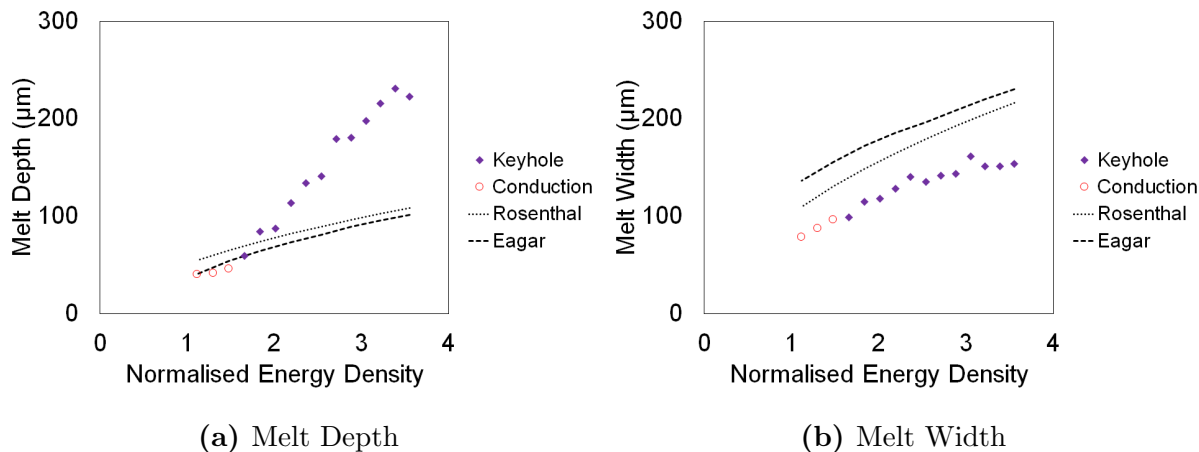 300
200
100
0
Melt Depth (µm)
0 1 2 3 4
Normalised Energy Density
Keyhole
Conduction
Rosenthal
Eagar
(a) Melt Depth
300
200
100
0
Melt Width (µm)
0 1 2 3 4
Normalised Energy Density
Keyhole
Conduction
Rosenthal
Eagar
(b) Melt Width